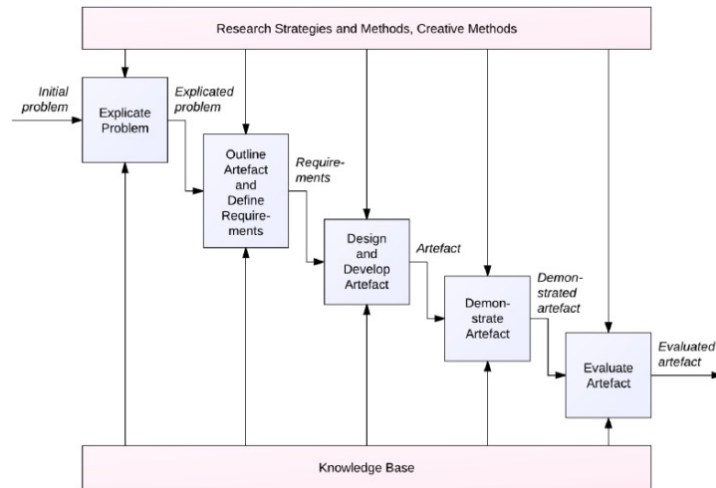 Research Strategies and Methods, Creative Methods
Initial
problem
Explicate
Problem
Explicated
problem
Outline
Artefact
and
Define
Require-
ments
Require-
ments
Design
and
Develop
Artefact
Artefact
Demon-
strate
Artefact
Demon-
strated
artefact
Evaluate
Artefact
Evaluated
artefact
Knowledge Base